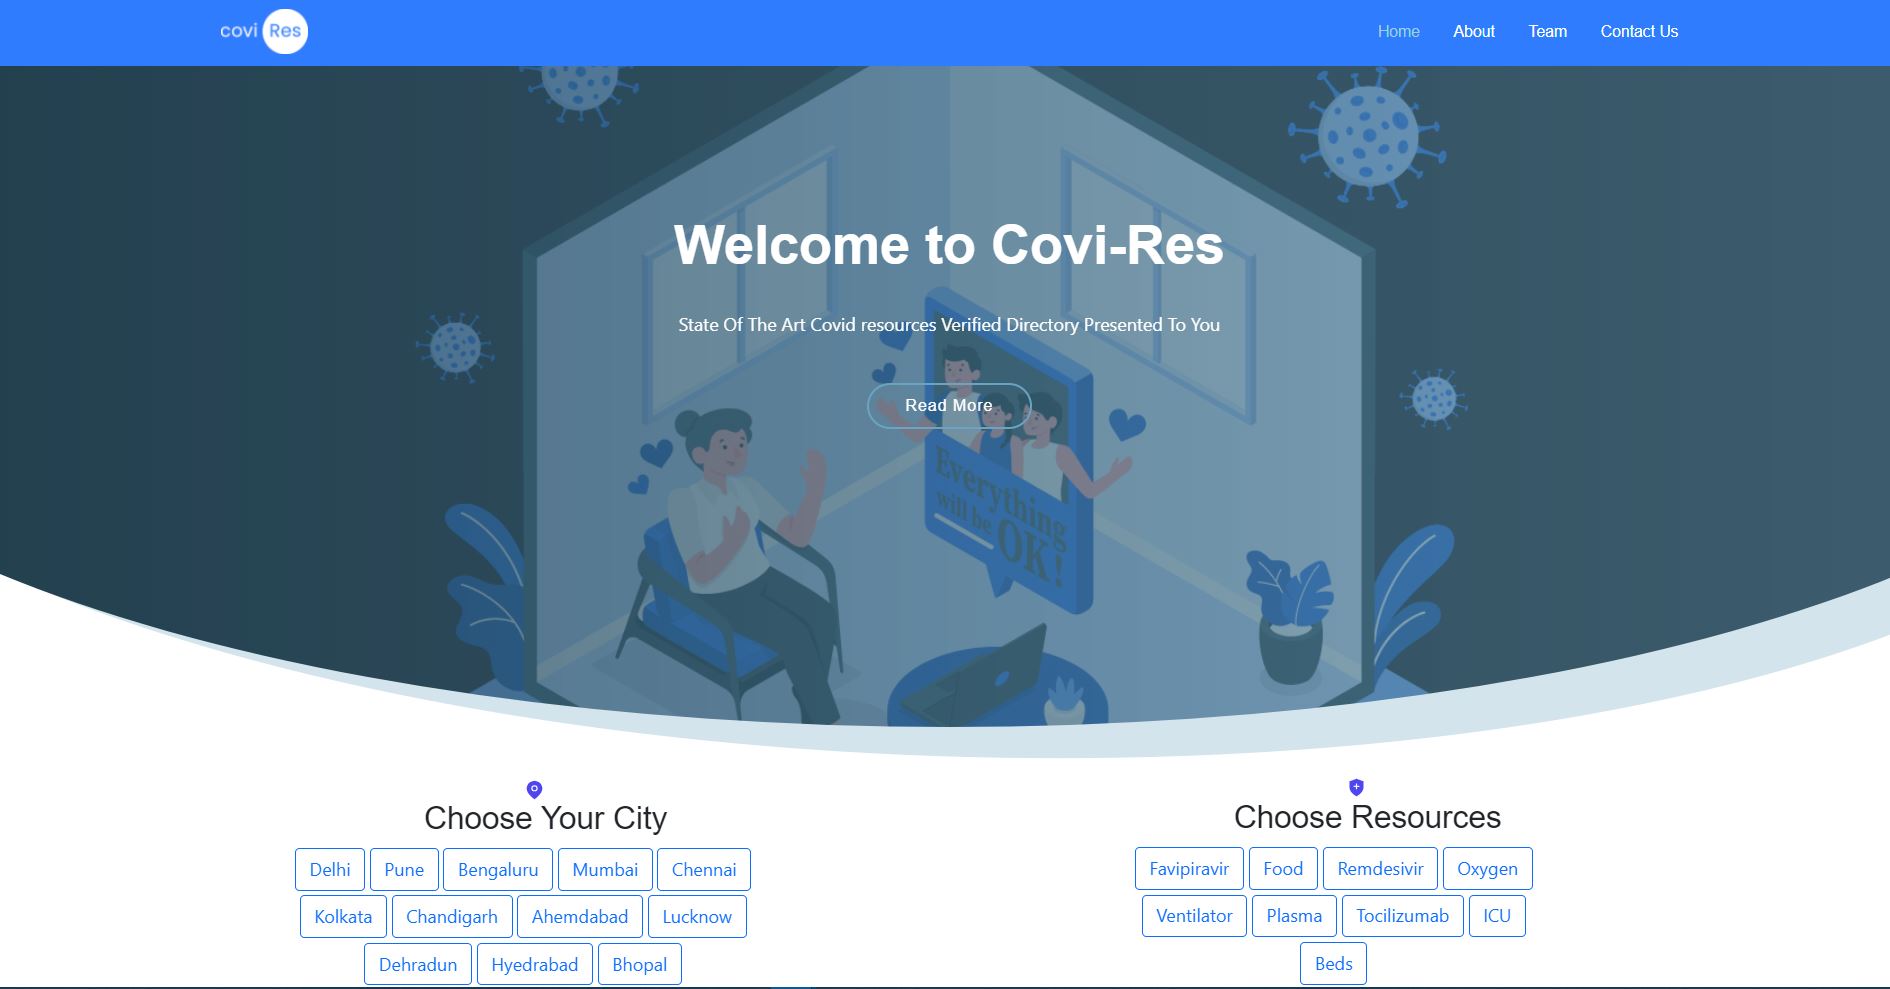 covi Res
Home About Team Contact Us
Welcome to Covi-Res
State Of The Art Covid resources Verified Directory Presented To You
Read More
Everything
will be
OK!
Choose Your City
Delhi Pune Bengaluru Mumbai Chennai
Kolkata Chandigarh Ahemdabad Lucknow
Dehradun Hyedrabad Bhopal
Choose Resources
Favipiravir Food Remdesivir Oxygen
Ventilator Plasma Tocilizumab ICU
Beds